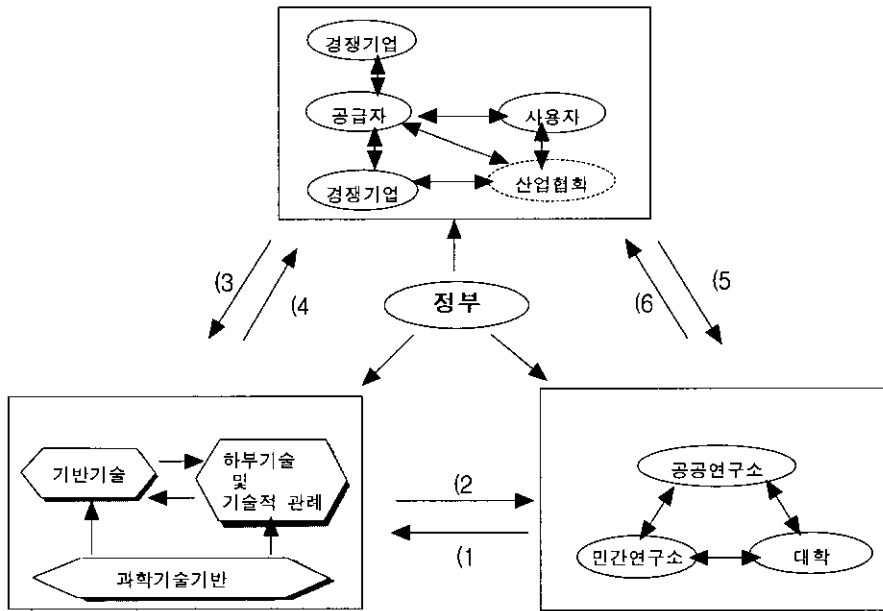 경쟁기업
공급자
사용자
경쟁기업
산업협회
(3
(4
정부
(6
(5
기반기술
하부기술
및
기술적 관례
과학기술기반
(2
(1
공공연구소
민간연구소
대학